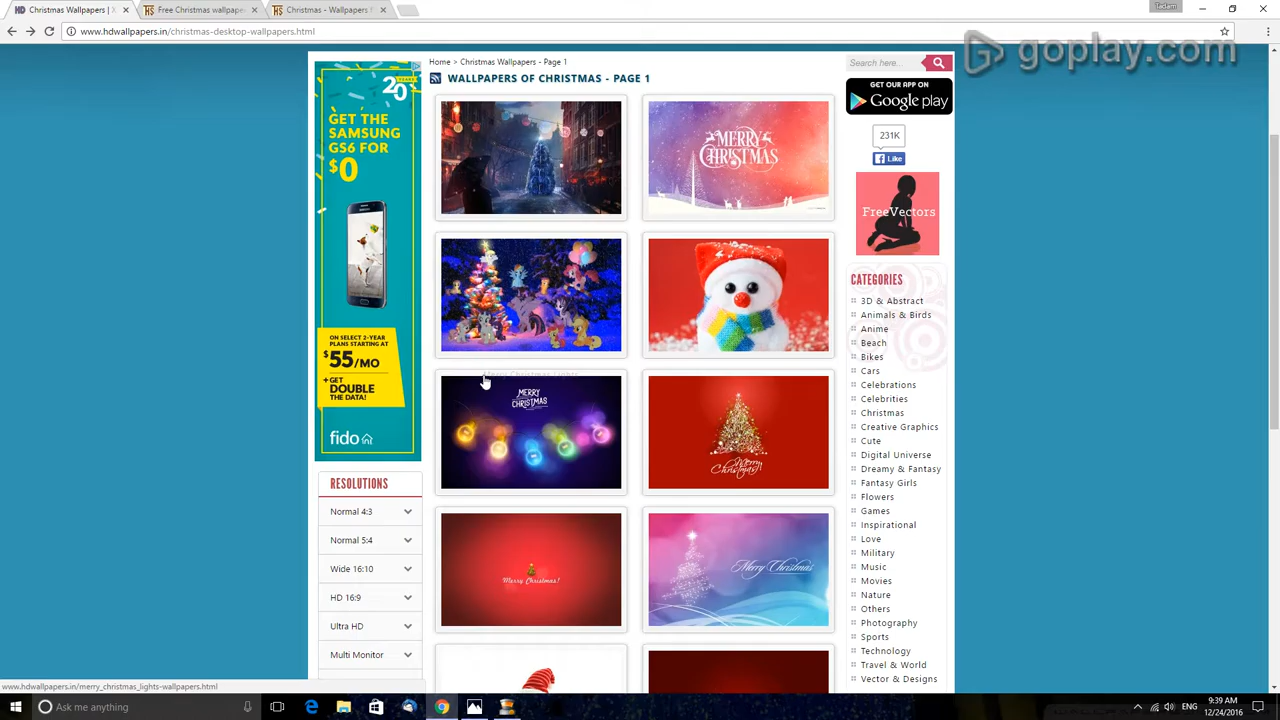 Christmas Wallpapers | X
Free Christmas wallpape
Christmas - Wallpapers
Tadam
www.hdwallpapers.in/christmas-desktop-wallpapers.html
goplay.com
Home > Christmas Wallpapers - Page 1
WALLPAPERS OF CHRISTMAS - PAGE 1
Search here...
GET OUR APP ON
Google play
231K
Like
FreeVectors
20
YEARS
GET THE
SAMSUNG
GS6 FOR
$0
ON SELECT 2-YEAR
PLANS STARTING AT
$55/MO
+GET
DOUBLE
THE DATA!
fido
MERRY
CHRISTMAS
Merry Christmas Lights
MERRY
CHRISTMAS
Merry
Christmas!
Merry Christmas!
Merry Christmas
RESOLUTIONS
Normal 4:3
Normal 5:4
Wide 16:10
HD 16:9
Ultra HD
Multi Monitor
CATEGORIES
3D & Abstract
Animals & Birds
Anime
Beach
Bikes
Cars
Celebrations
Celebrities
Christmas
Creative Graphics
Cute
Digital Universe
Dreamy & Fantasy
Fantasy Girls
Flowers
Games
Inspirational
Love
Military
Music
Movies
Nature
Others
Photography
Sports
Technology
Travel & World
Vector & Designs
www.hdwallpapers.in/merry_christmas_lights-wallpapers.html
Ask me anything
ENG
9:39 AM
12/24/2016